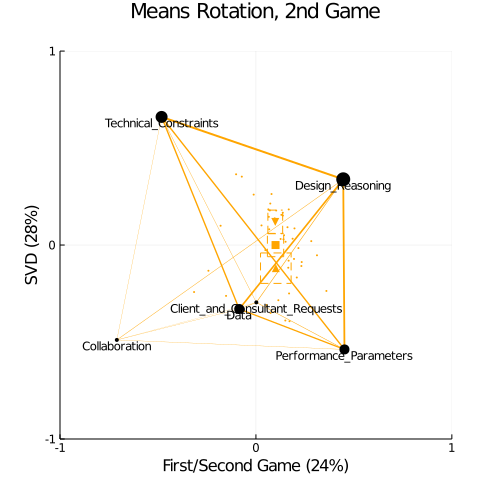 Means Rotation, 2nd Game
1
Technical_Constraints
Design_Reasoning
SVD (28%)
0
Client_and_Consultant_Requests
Data
Collaboration
Performance_Parameters
-1
-1
0
1
First/Second Game (24%)